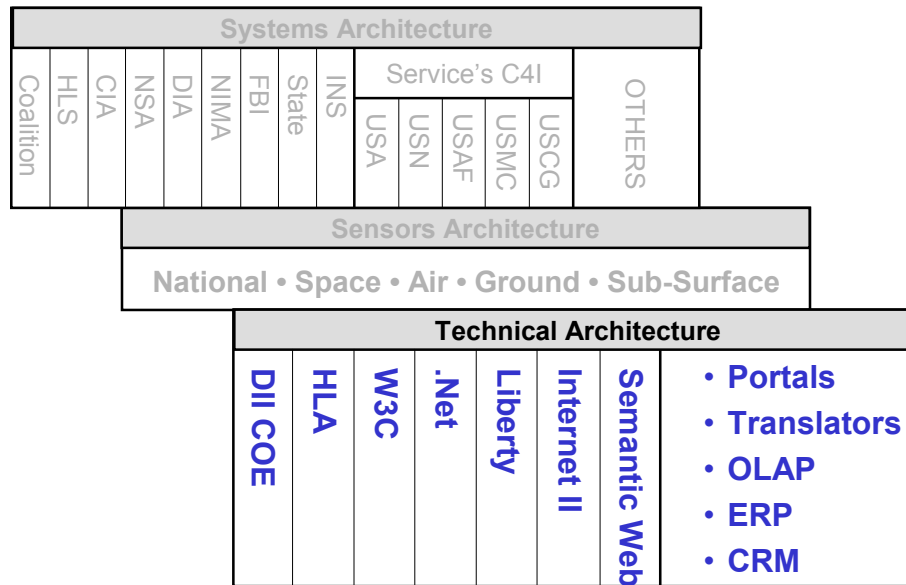 Systems Architecture
Coalition
HLS
CIA
NSA
DIA
NIMA
FBI
State
INS
Service’s C4I
USA
USN
USAF
USMC
USCG
OTHERS
Sensors Architecture
National • Space • Air • Ground • Sub-Surface
Technical Architecture
DII COE
HLA
W3C
.Net
Liberty
Internet II
Semantic Web
• Portals
• Translators
• OLAP
• ERP
• CRM